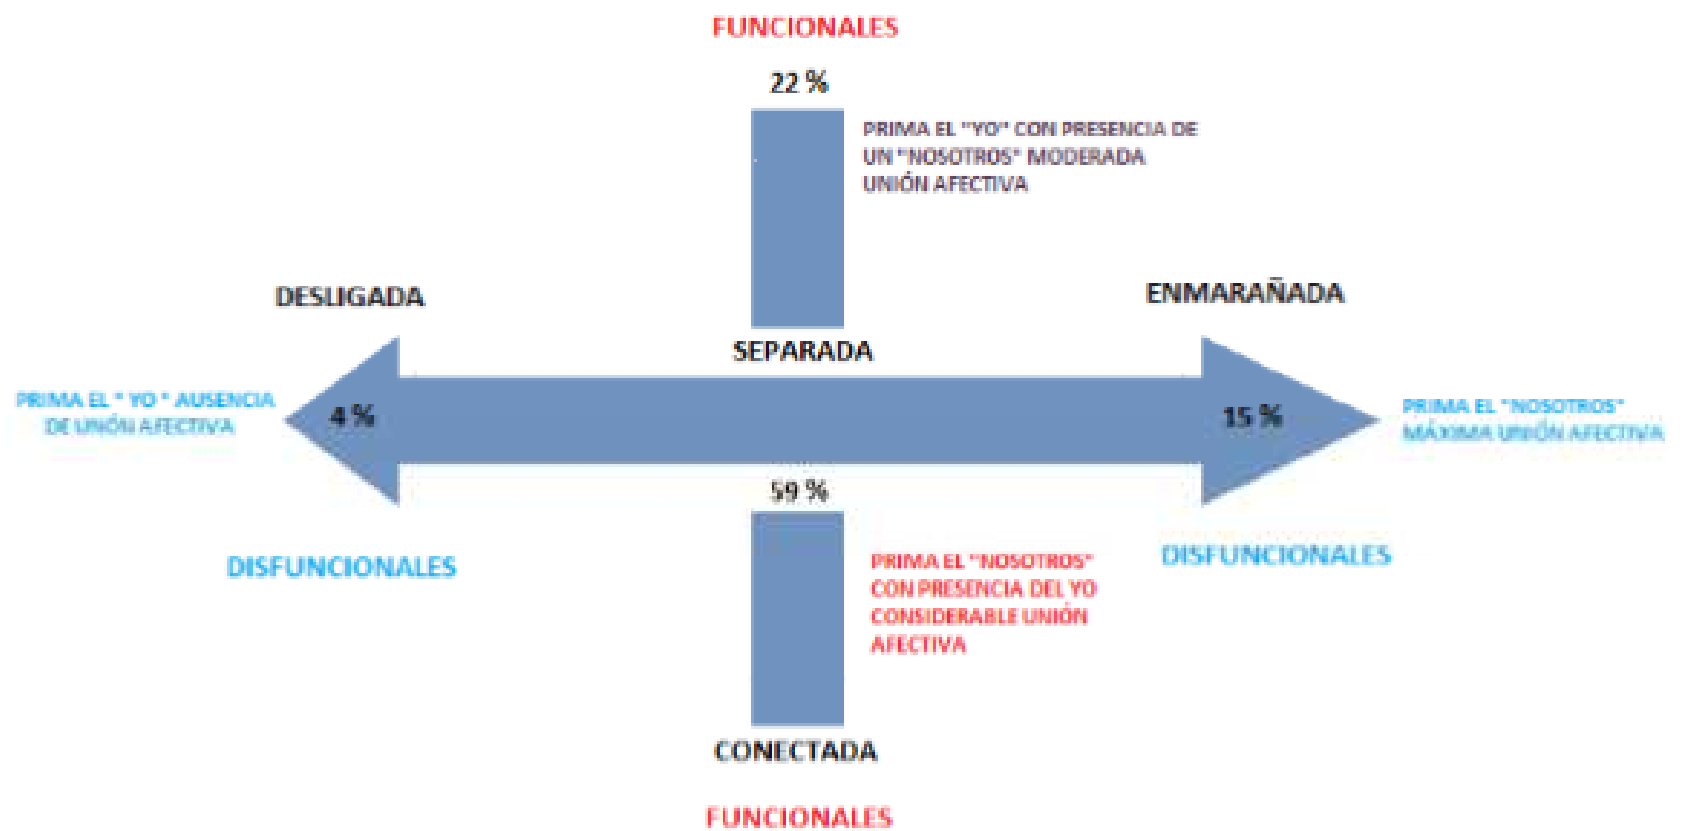 FUNCIONALES
22 %
PRIMA EL "YO" CON PRESENCIA DE
UN "NOSOTROS" MODERADA
UNIÓN AFECTIVA
DESLIGADA
ENMARAÑADA
SEPARADA
PRIMA EL " YO " AUSENCIA
DE UNIÓN AFECTIVA
4 %
15 %
PRIMA EL "NOSOTROS"
MÁXIMA UNIÓN AFECTIVA
59 %
DISFUNCIONALES
PRIMA EL "NOSOTROS"
CON PRESENCIA DEL YO
CONSIDERABLE UNIÓN
AFECTIVA
DISFUNCIONALES
CONECTADA
FUNCIONALES